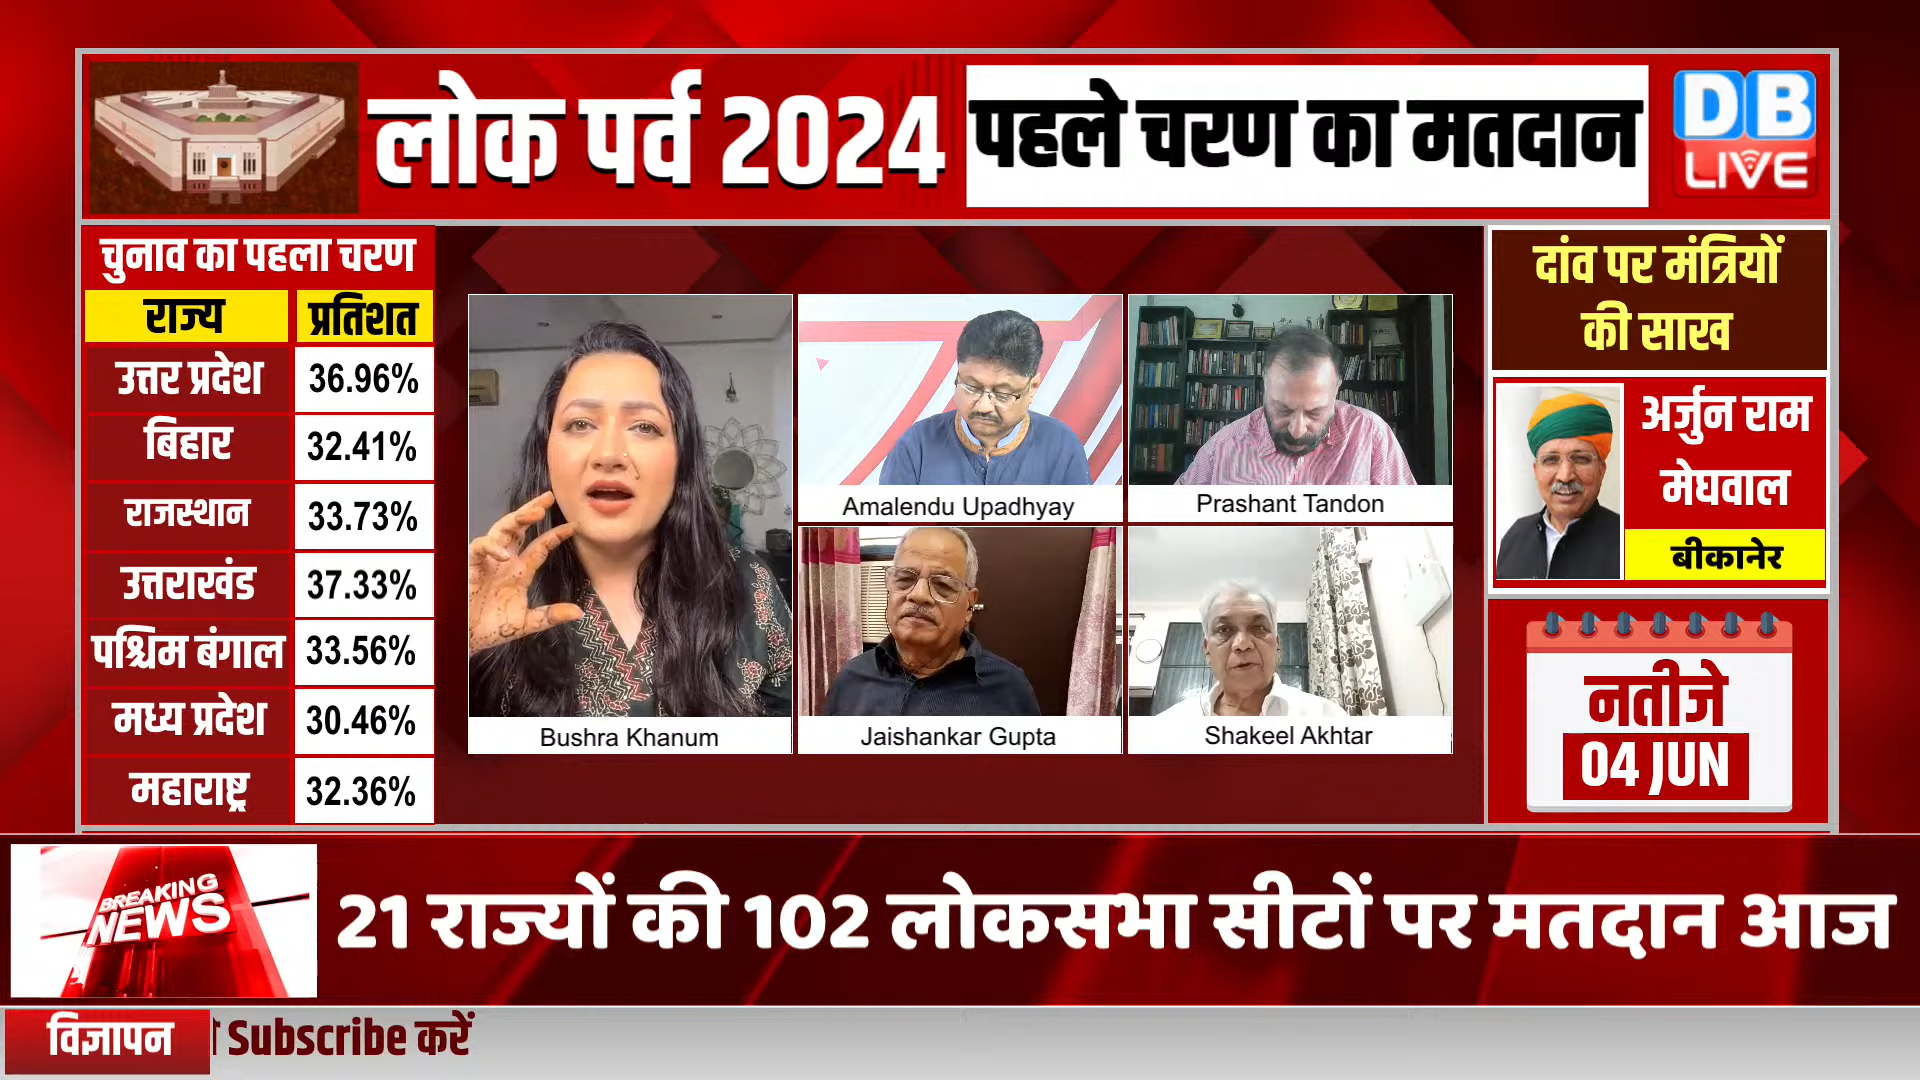 लोक पर्व 2024
पहले चरण का मतदान
DB
LIVE
चुनाव का पहला चरण
राज्य प्रतिशत
उत्तर प्रदेश 36.96%
बिहार 32.41%
राजस्थान 33.73%
उत्तराखंड 37.33%
पश्चिम बंगाल 33.56%
मध्य प्रदेश 30.46%
महाराष्ट्र 32.36%
Amalendu Upadhyay
Prashant Tandon
Bushra Khanum
Jaishankar Gupta
Shakeel Akhtar
दांव पर मंत्रियों
की साख
अर्जुन राम
मेघवाल
बीकानेर
नतीजे
04 JUN
BREAKING
NEWS
21 राज्यों की 102 लोकसभा सीटों पर मतदान आज
विज्ञापन
Subscribe करें